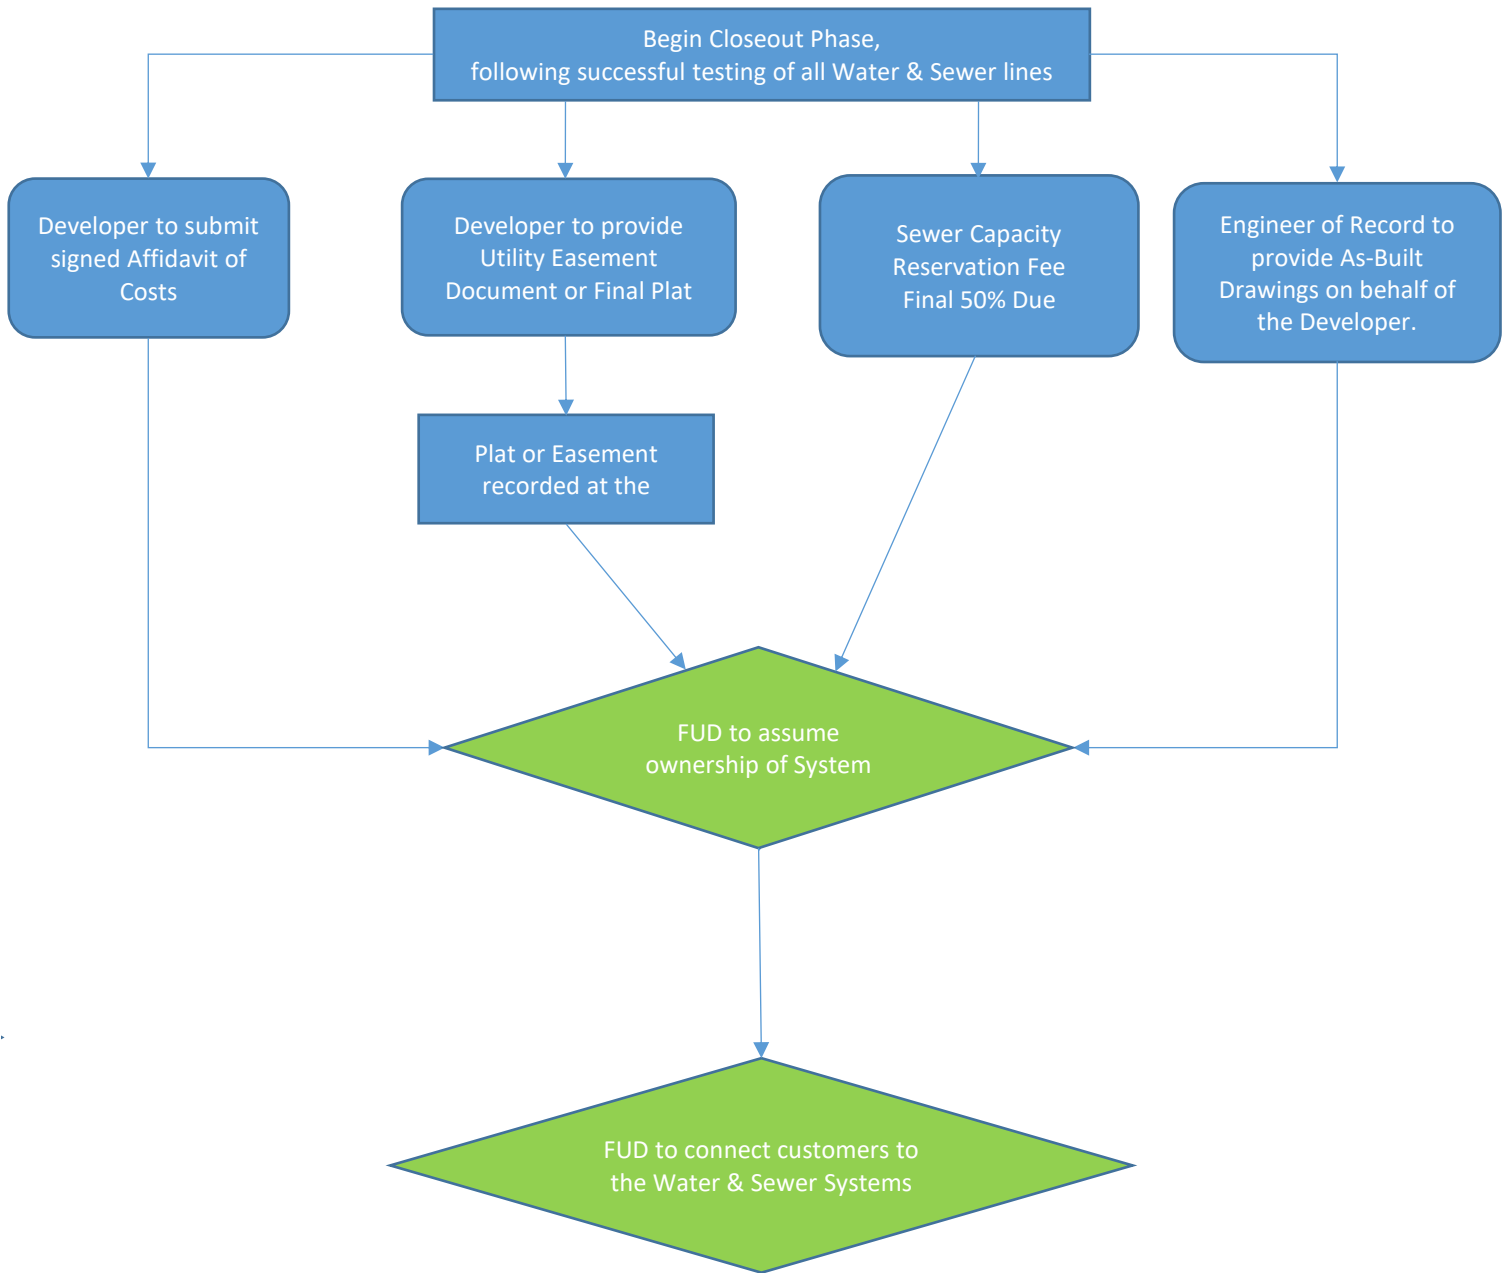 Begin Closeout Phase,
following successful testing of all Water & Sewer lines
Developer to submit
signed Affidavit of
Costs
Developer to provide
Utility Easement
Document or Final Plat
Sewer Capacity
Reservation Fee
Final 50% Due
Engineer of Record to
provide As-Built
Drawings on behalf of
the Developer.
Plat or Easement
recorded at the
FUD to assume
ownership of System
FUD to connect customers to
the Water & Sewer Systems